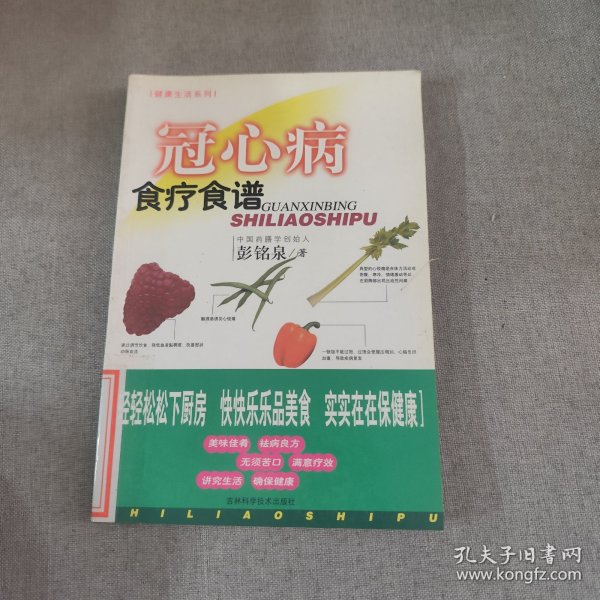 健康生活系列
冠心病
食疗食谱
GUANXINBING
SHILIAOSHIPU
中国药膳学创始人
彭铭泉/著
轻轻松松下厨房 快快乐乐品美食 实实在在保健康]
美味佳肴 祛病良方
无须苦口 满意疗效
讲究生活 确保健康
吉林科学技术出版社
HILIAOSHIPU
孔夫子旧书网
www.kongfz.com